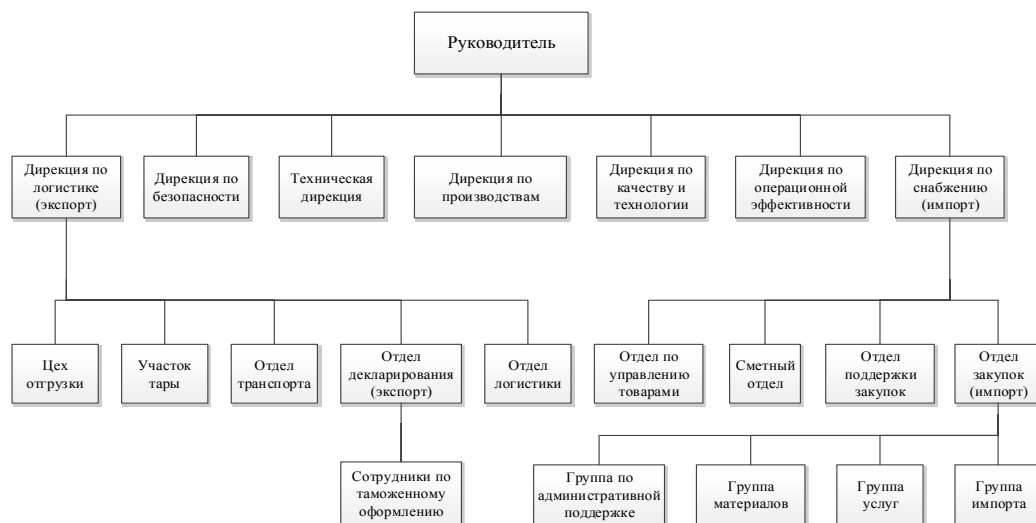 Руководитель
Дирекция по
логистике
(экспорт)
Дирекция по
безопасности
Техническая
дирекция
Дирекция по
производствам
Дирекция по
качеству и
технологии
Дирекция по
операционной
эффективности
Дирекция по
снабжению
(импорт)
Цех
отгрузки
Участок
тары
Отдел
транспорта
Отдел
декларирования
(экспорт)
Отдел
логистики
Отдел по
управлению
товарами
Сметный
отдел
Отдел
поддержки
закупок
Отдел
закупок
(импорт)
Сотрудники по
таможенному
оформлению
Группа по
административной
поддержке
Группа
материалов
Группа
услуг
Группа
импорта